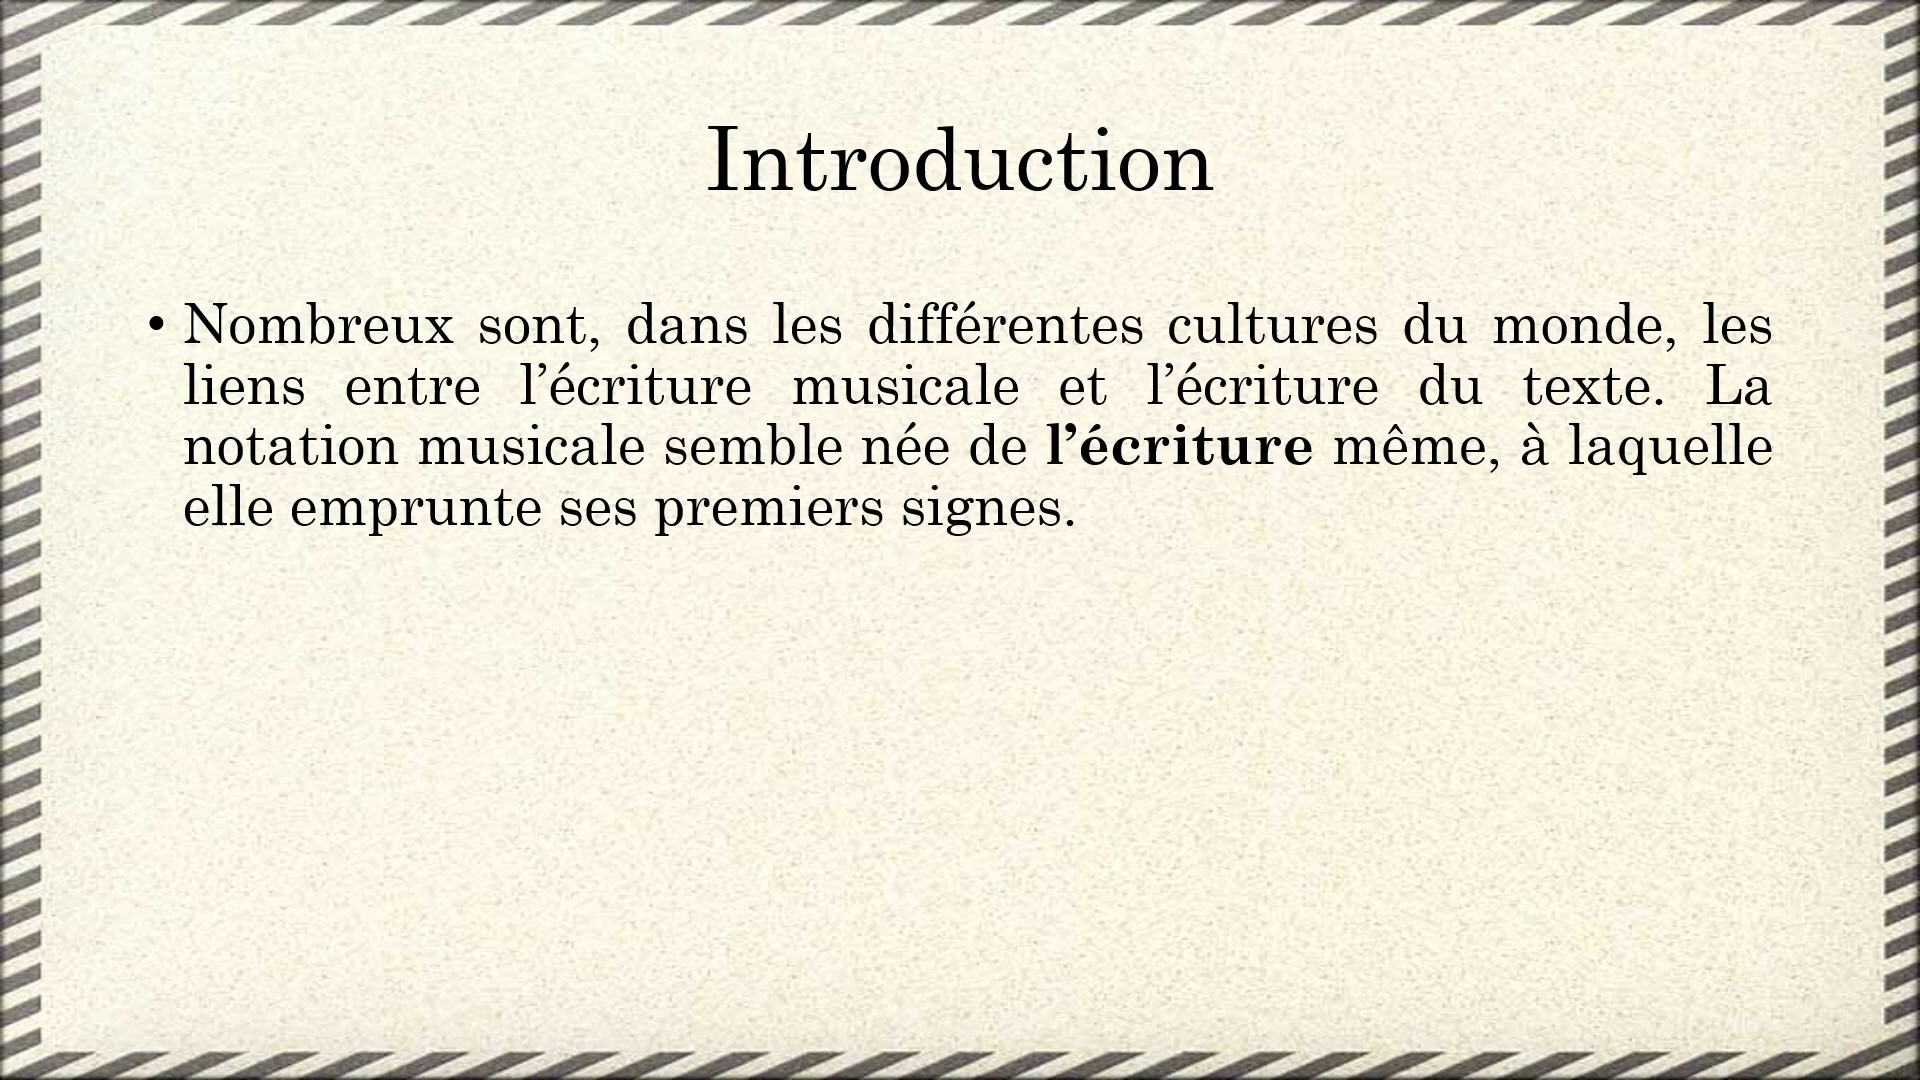 Introduction
• Nombreux sont, dans les différentes cultures du monde, les
liens entre l’écriture musicale et l’écriture du texte. La
notation musicale semble née de l’écriture même, à laquelle
elle emprunte ses premiers signes.